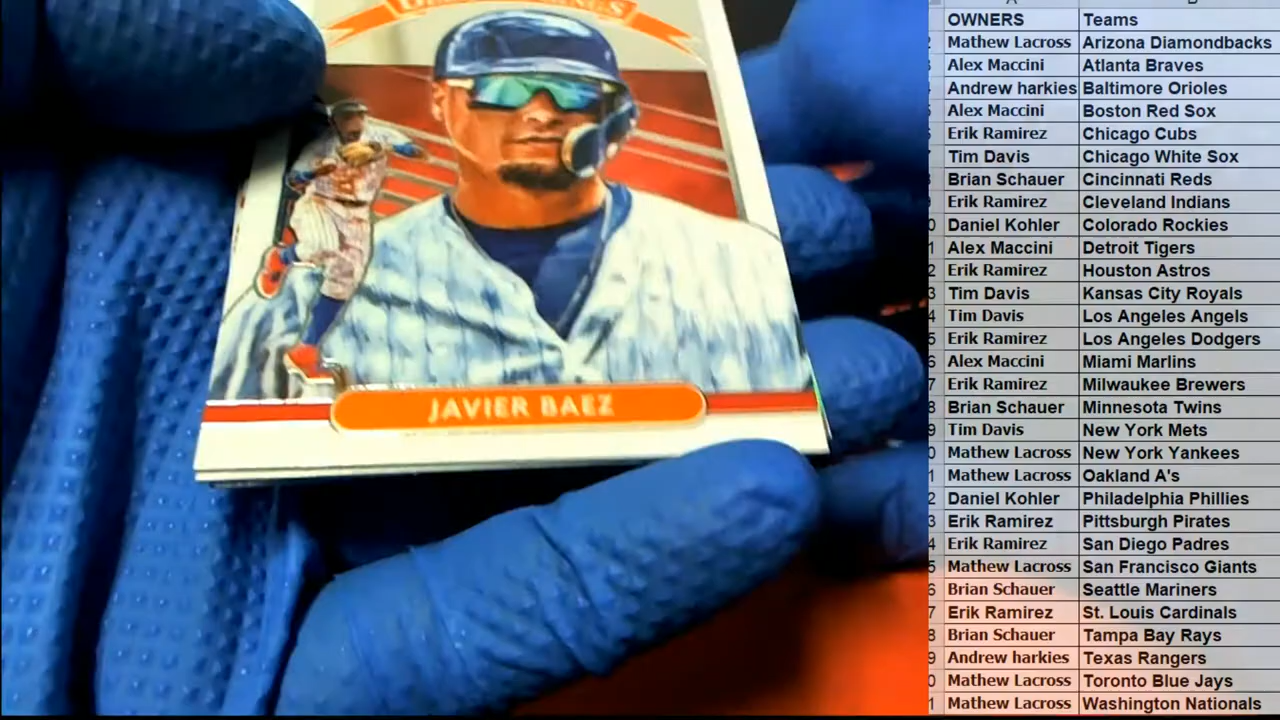 JAVIER BAEZ
OWNERS Teams
Mathew Lacross Arizona Diamondbacks
Alex Maccini Atlanta Braves
Andrew harkies Baltimore Orioles
Alex Maccini Boston Red Sox
Erik Ramirez Chicago Cubs
Tim Davis Chicago White Sox
Brian Schauer Cincinnati Reds
Erik Ramirez Cleveland Indians
Daniel Kohler Colorado Rockies
Alex Maccini Detroit Tigers
Erik Ramirez Houston Astros
Tim Davis Kansas City Royals
Tim Davis Los Angeles Angels
Erik Ramirez Los Angeles Dodgers
Alex Maccini Miami Marlins
Erik Ramirez Milwaukee Brewers
Brian Schauer Minnesota Twins
Tim Davis New York Mets
Mathew Lacross New York Yankees
Mathew Lacross Oakland A's
Daniel Kohler Philadelphia Phillies
Erik Ramirez Pittsburgh Pirates
Erik Ramirez San Diego Padres
Mathew Lacross San Francisco Giants
Brian Schauer Seattle Mariners
Erik Ramirez St. Louis Cardinals
Brian Schauer Tampa Bay Rays
Andrew harkies Texas Rangers
Mathew Lacross Toronto Blue Jays
Mathew Lacross Washington Nationals